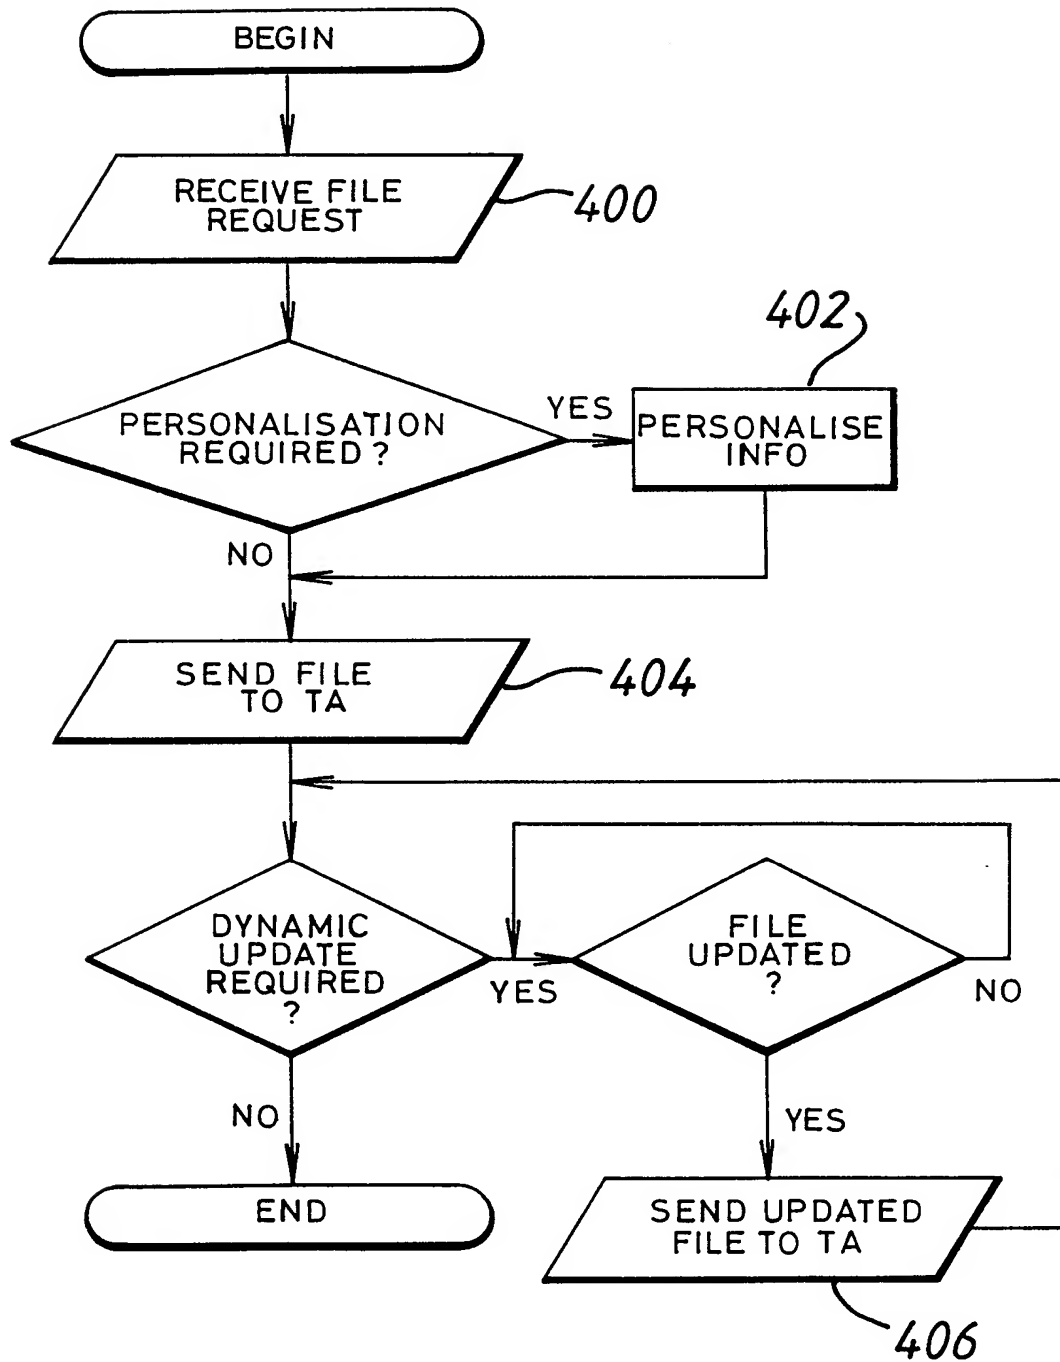 BEGIN
RECEIVE FILE
REQUEST
400
402
PERSONALISATION
REQUIRED ?
YES
PERSONALISE
INFO
NO
SEND FILE
TO TA
404
DYNAMIC
UPDATE
REQUIRED
?
YES
FILE
UPDATED
?
NO
NO
YES
END
SEND UPDATED
FILE TO TA
406